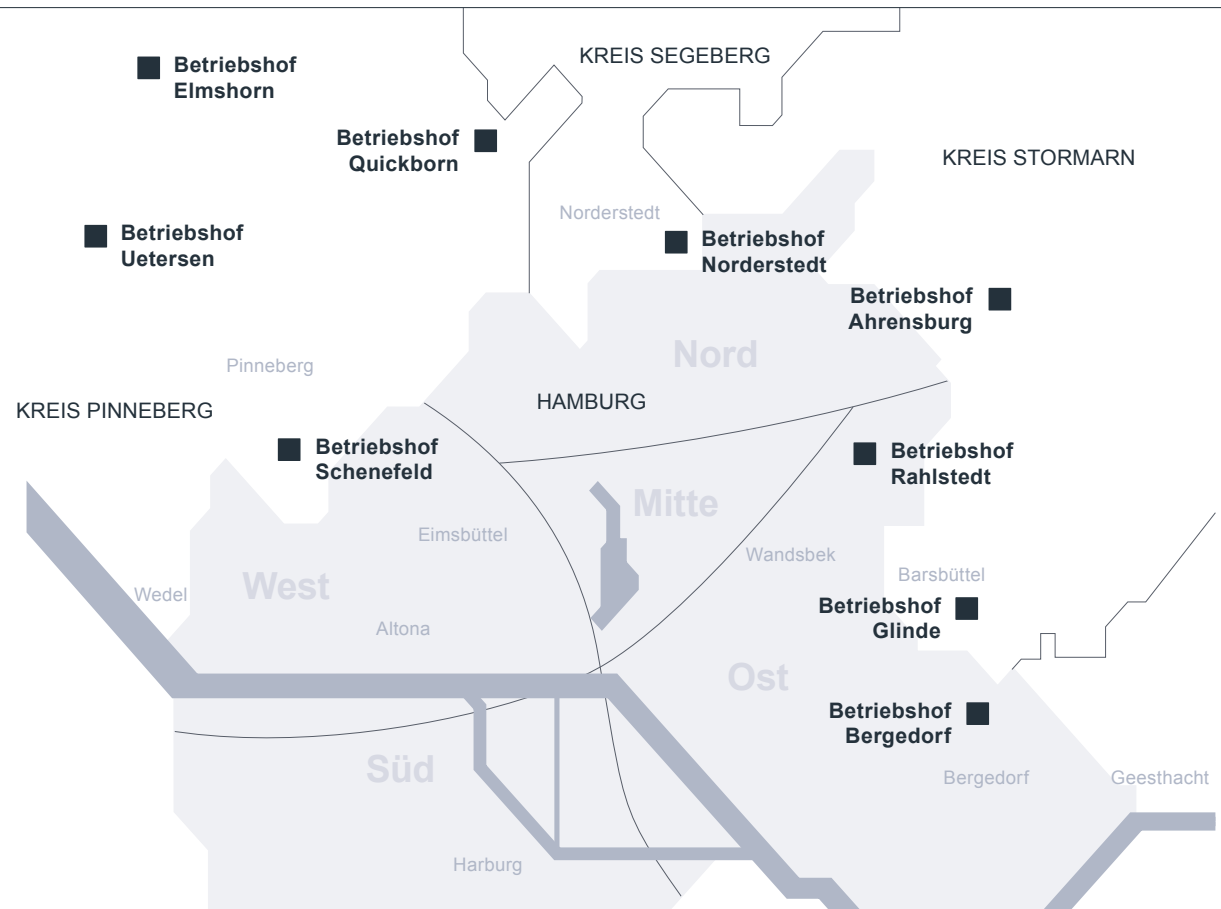 KREIS SEGEBERG
Betriebshof
Elmshorn
Betriebshof
Quickborn
KREIS STORMARN
Norderstedt
Betriebshof
Uetersen
Betriebshof
Norderstedt
Betriebshof
Ahrensburg
Nord
Pinneberg
HAMBURG
KREIS PINNEBERG
Betriebshof
Schenefeld
Betriebshof
Rahlstedt
Mitte
Eimsbüttel
Wandsbek
West
Barsbüttel
Wedel
Betriebshof
Glinde
Altona
Ost
Betriebshof
Bergedorf
Süd
Bergedorf
Geesthacht
Harburg